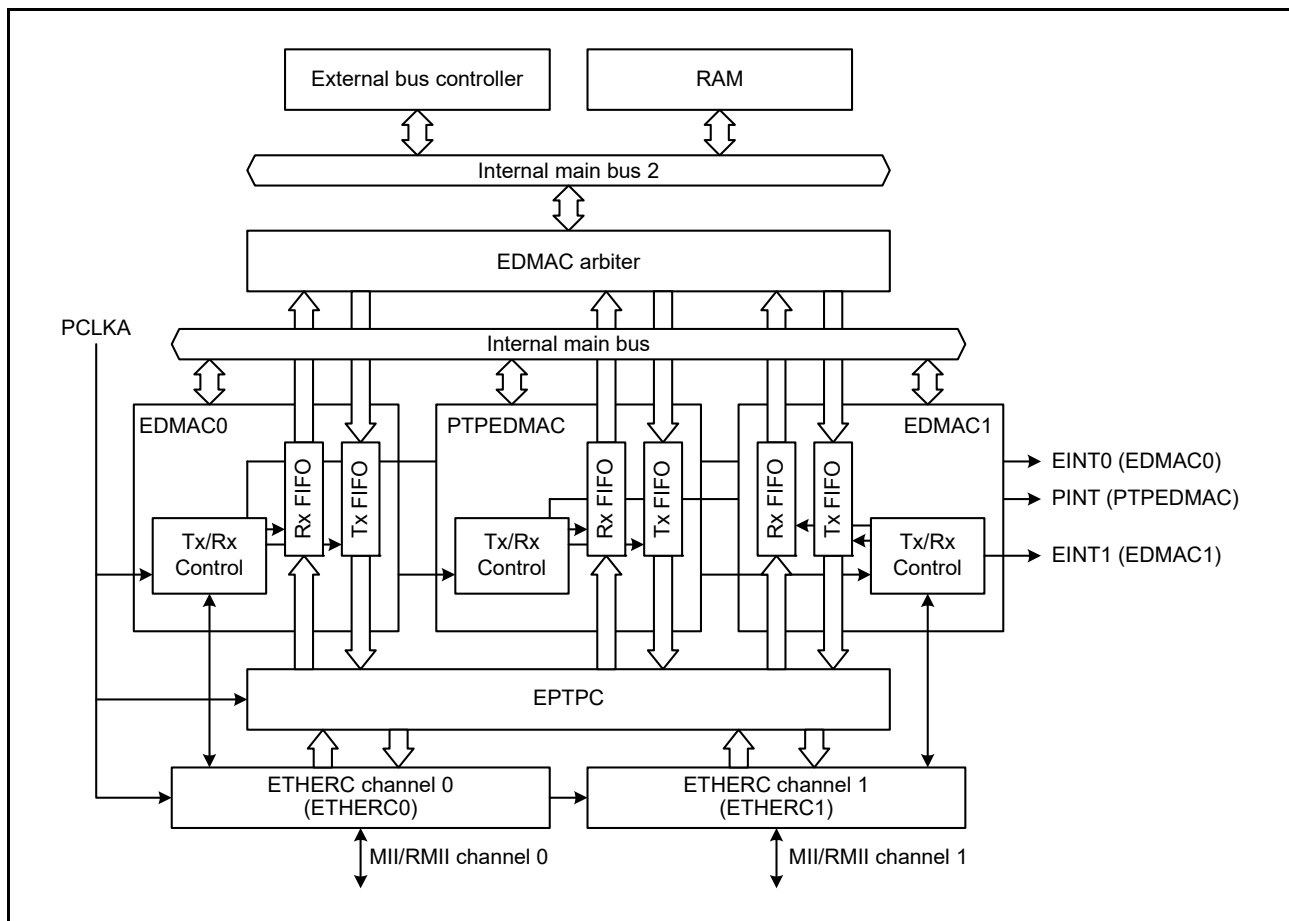 External bus controller
RAM
Internal main bus 2
EDMAC arbiter
PCLKA
Internal main bus
EDMAC0
PTPEDMAC
EDMAC1
Rx FIFO
Tx FIFO
Rx FIFO
Tx FIFO
Rx FIFO
Tx FIFO
EINT0 (EDMAC0)
PINT (PTPEDMAC)
EINT1 (EDMAC1)
Tx/Rx
Control
Tx/Rx
Control
Tx/Rx
Control
EPTPC
ETHERC channel 0
(ETHERC0)
ETHERC channel 1
(ETHERC1)
MII/RMII channel 0
MII/RMII channel 1